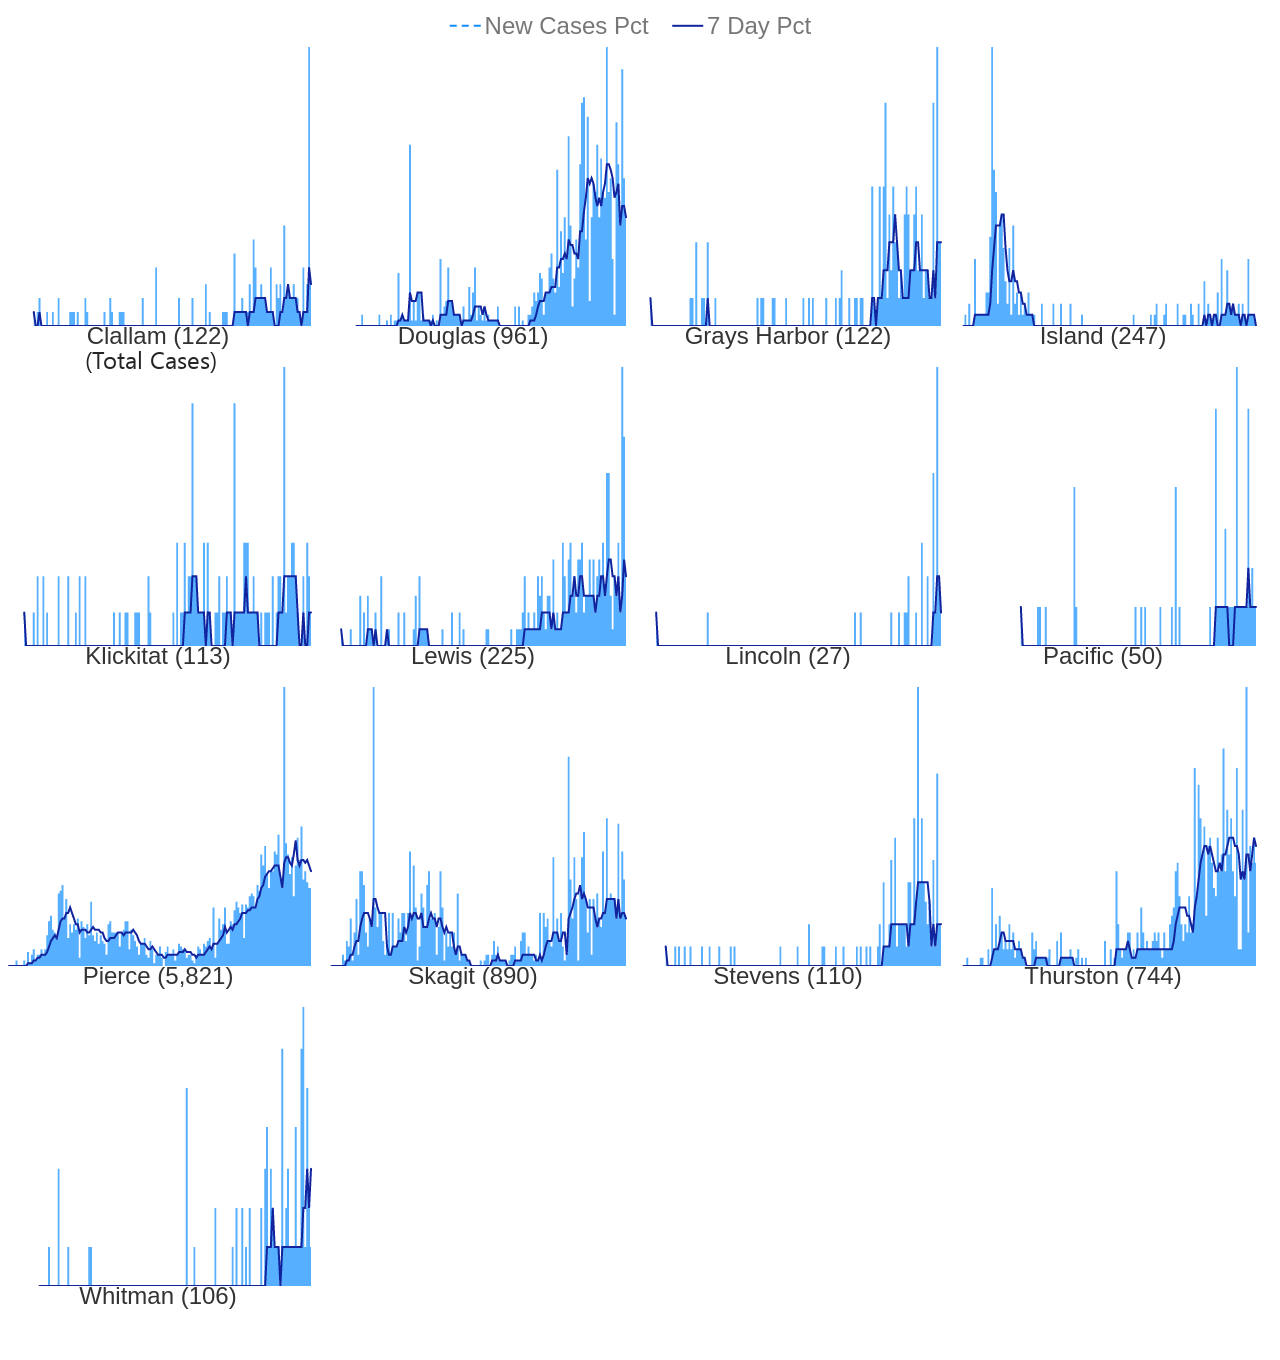 New Cases Pct 7 Day Pct
Clallam (122) Douglas (961) Grays Harbor (122) Island (247)
(Total Cases)
Klickitat (113) Lewis (225) Lincoln (27) Pacific (50)
Pierce (5,821) Skagit (890) Stevens (110) Thurston (744)
Whitman (106)